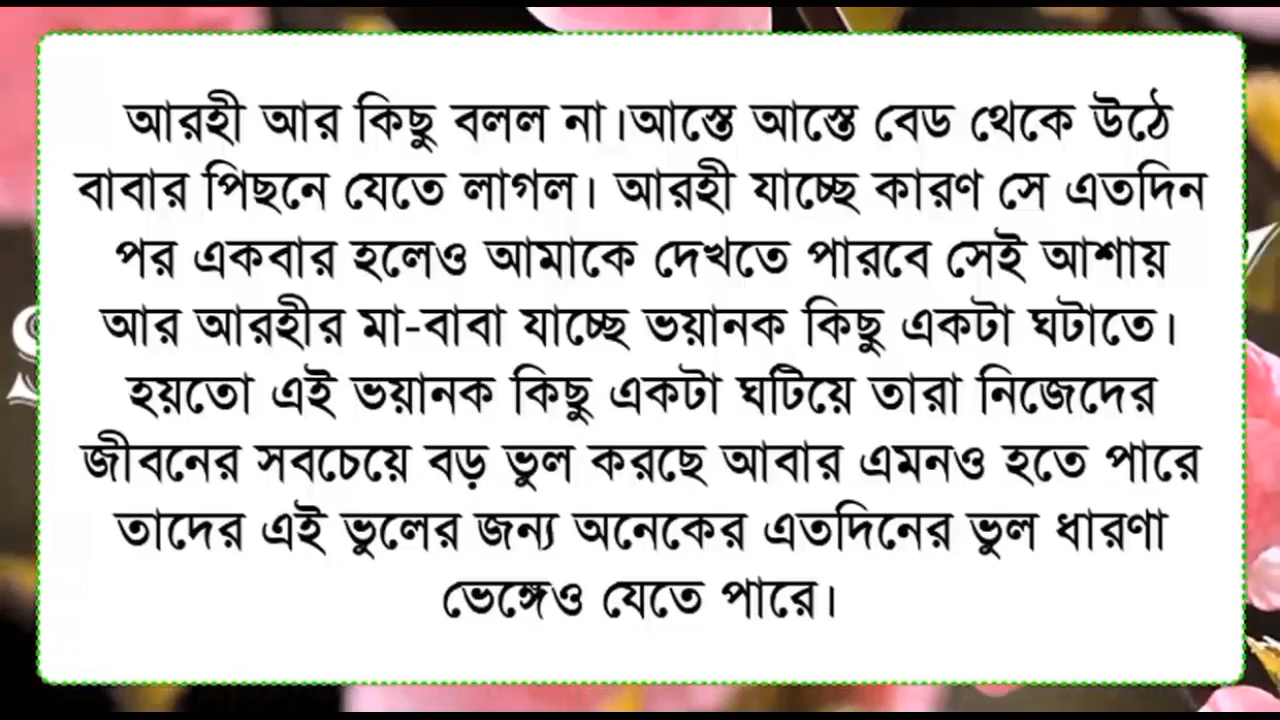 আরহী আর কিছু বলল না।আস্তে আস্তে বেড থেকে উঠে
বাবার পিছনে যেতে লাগল। আরহী যাচ্ছে কারণ সে এতদিন
পর একবার হলেও আমাকে দেখতে পারবে সেই আশায়
আর আরহীর মা-বাবা যাচ্ছে ভয়ানক কিছু একটা ঘটাতে।
হয়তো এই ভয়ানক কিছু একটা ঘটিয়ে তারা নিজেদের
জীবনের সবচেয়ে বড় ভুল করছে আবার এমনও হতে পারে
তাদের এই ভুলের জন্য অনেকের এতদিনের ভুল ধারণা
ভেঙ্গেও যেতে পারে।